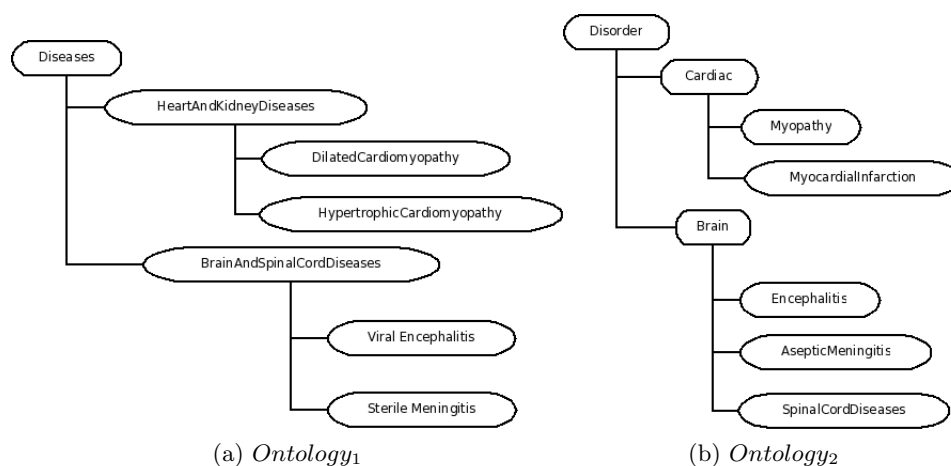 Diseases
HeartAndKidneyDiseases
DilatedCardiomyopathy
HypertrophicCardiomyopathy
BrainAndSpinalCordDiseases
Viral Encephalitis
Sterile Meningitis
(a) Ontology₁
Disorder
Cardiac
Myopathy
MyocardialInfarction
Brain
Encephalitis
AsepticMeningitis
SpinalCordDiseases
(b) Ontology₂